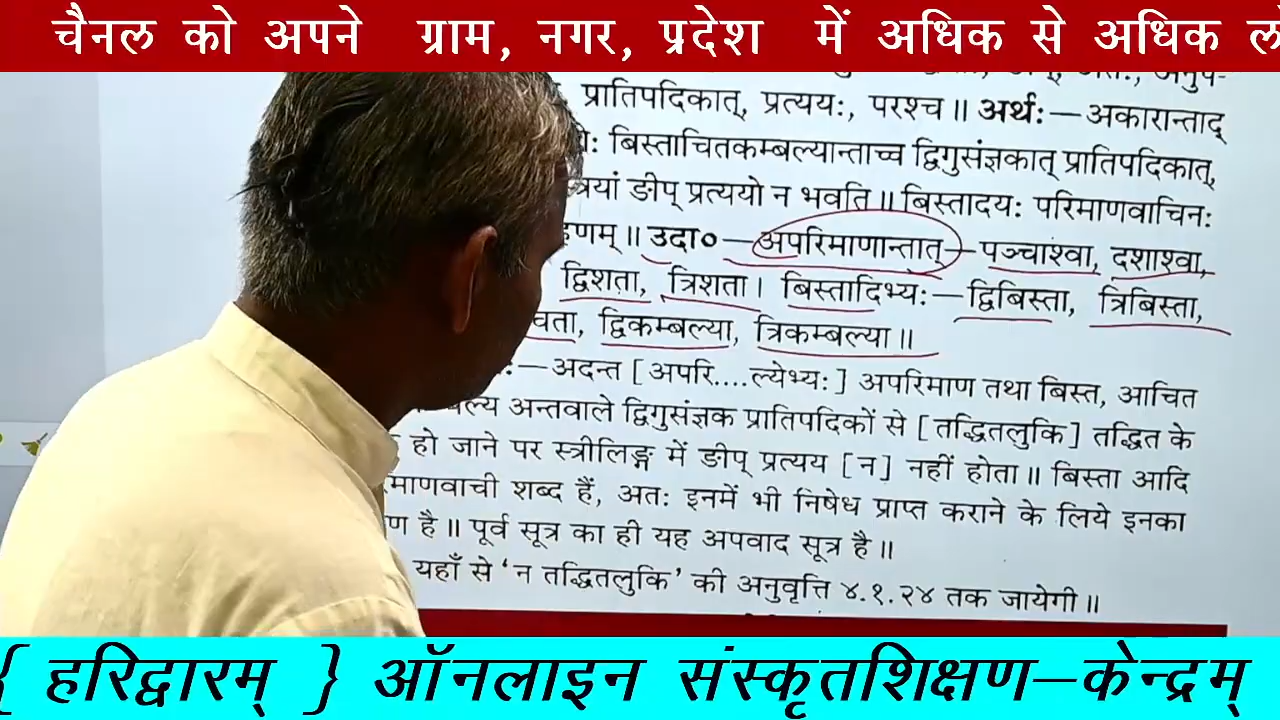 चैनल को अपने ग्राम, नगर, प्रदेश में अधिक से अधिक
प्रातिपदिकात्, प्रत्ययः, परश्च॥ अर्थः—अकारान्ताद्
बिस्ताचितकम्बल्यान्ताच्च द्विगुसंज्ञकात् प्रातिपदिकात्,
ङीप् प्रत्ययो न भवति॥ बिस्तादयः परिमाणवाचिनः
उदा०—अपरिमाणान्तात्—पञ्चाश्वा, दशाश्वा,
द्विशता, त्रिशता। बिस्तादिभ्यः—द्विबिस्ता, त्रिबिस्ता,
द्विकम्बल्या, त्रिकम्बल्या॥
—अदन्त [अपरि....ल्येभ्यः] अपरिमाण तथा बिस्त, आचित
अन्तवाले द्विगुसंज्ञक प्रातिपदिकों से [तद्धितलुकि] तद्धित के
हो जाने पर स्त्रीलिङ्ग में ङीप् प्रत्यय [न] नहीं होता॥ बिस्ता आदि
शब्द हैं, अतः इनमें भी निषेध प्राप्त कराने के लिये इनका
है॥ पूर्व सूत्र का ही यह अपवाद सूत्र है॥
यहाँ से ‘न तद्धितलुकि’ की अनुवृत्ति ४.१.२४ तक जायेगी॥
{ हरिद्वारम् } ऑनलाइन संस्कृतशिक्षण–केन्द्रम्